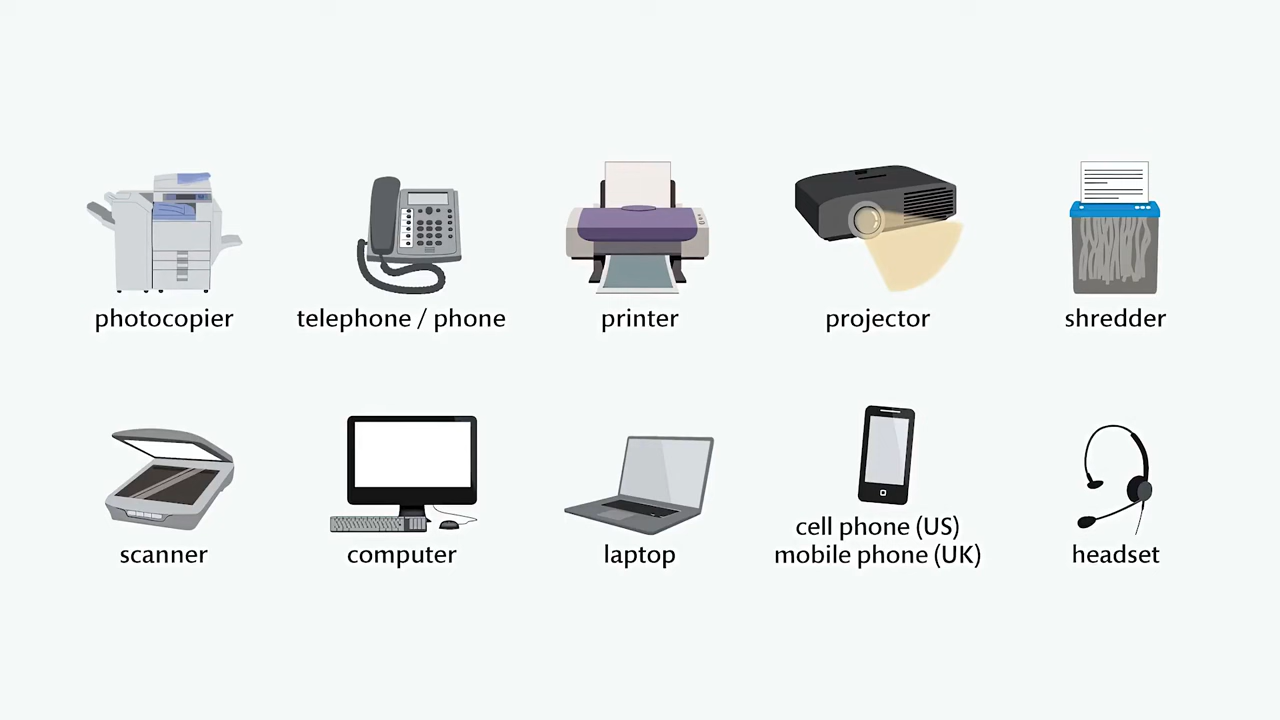 photocopier
telephone / phone
printer
projector
shredder
scanner
computer
laptop
cell phone (US)
mobile phone (UK)
headset